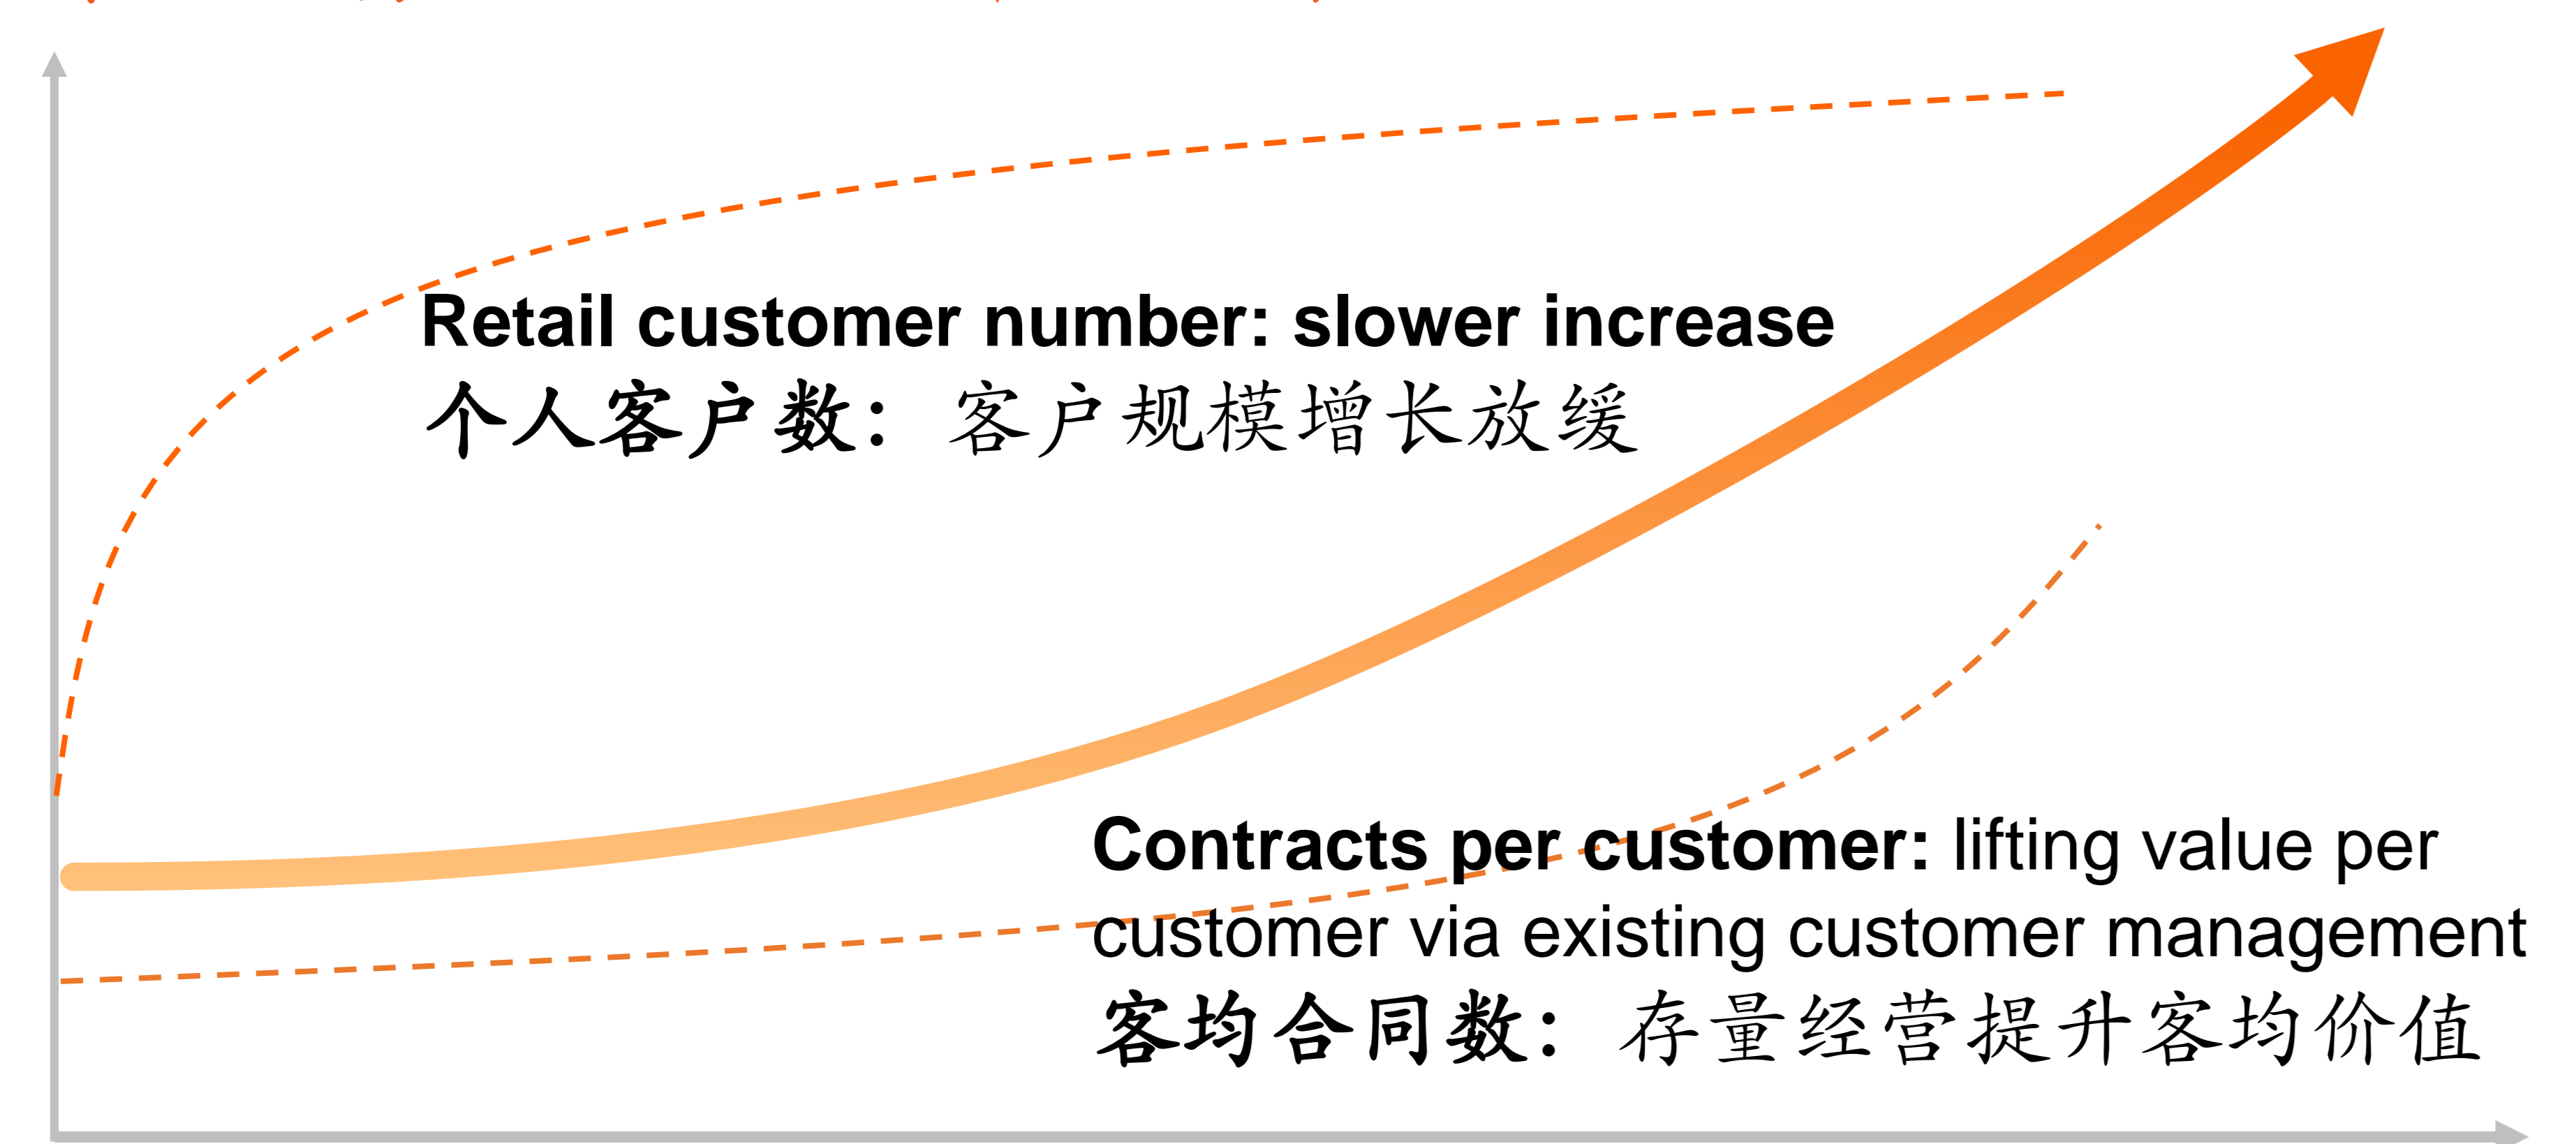 Retail customer number: slower increase
个人客户数：客户规模增长放缓
Contracts per customer: lifting value per
customer via existing customer management
客均合同数：存量经营提升客均价值